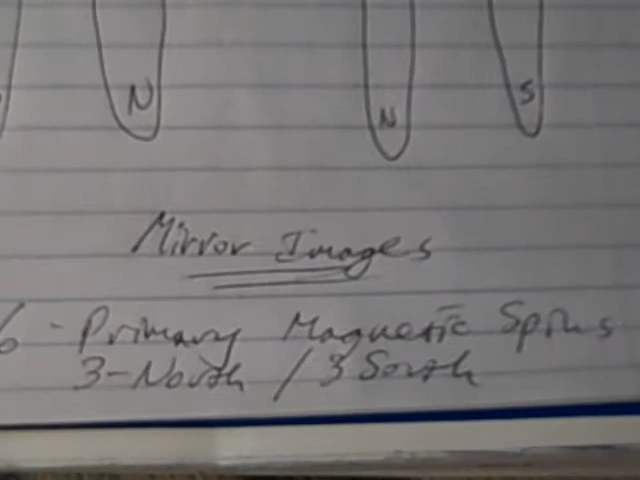 N N S
Mirror Images
6 - Primary Magnetic Spins
3-North / 3 South